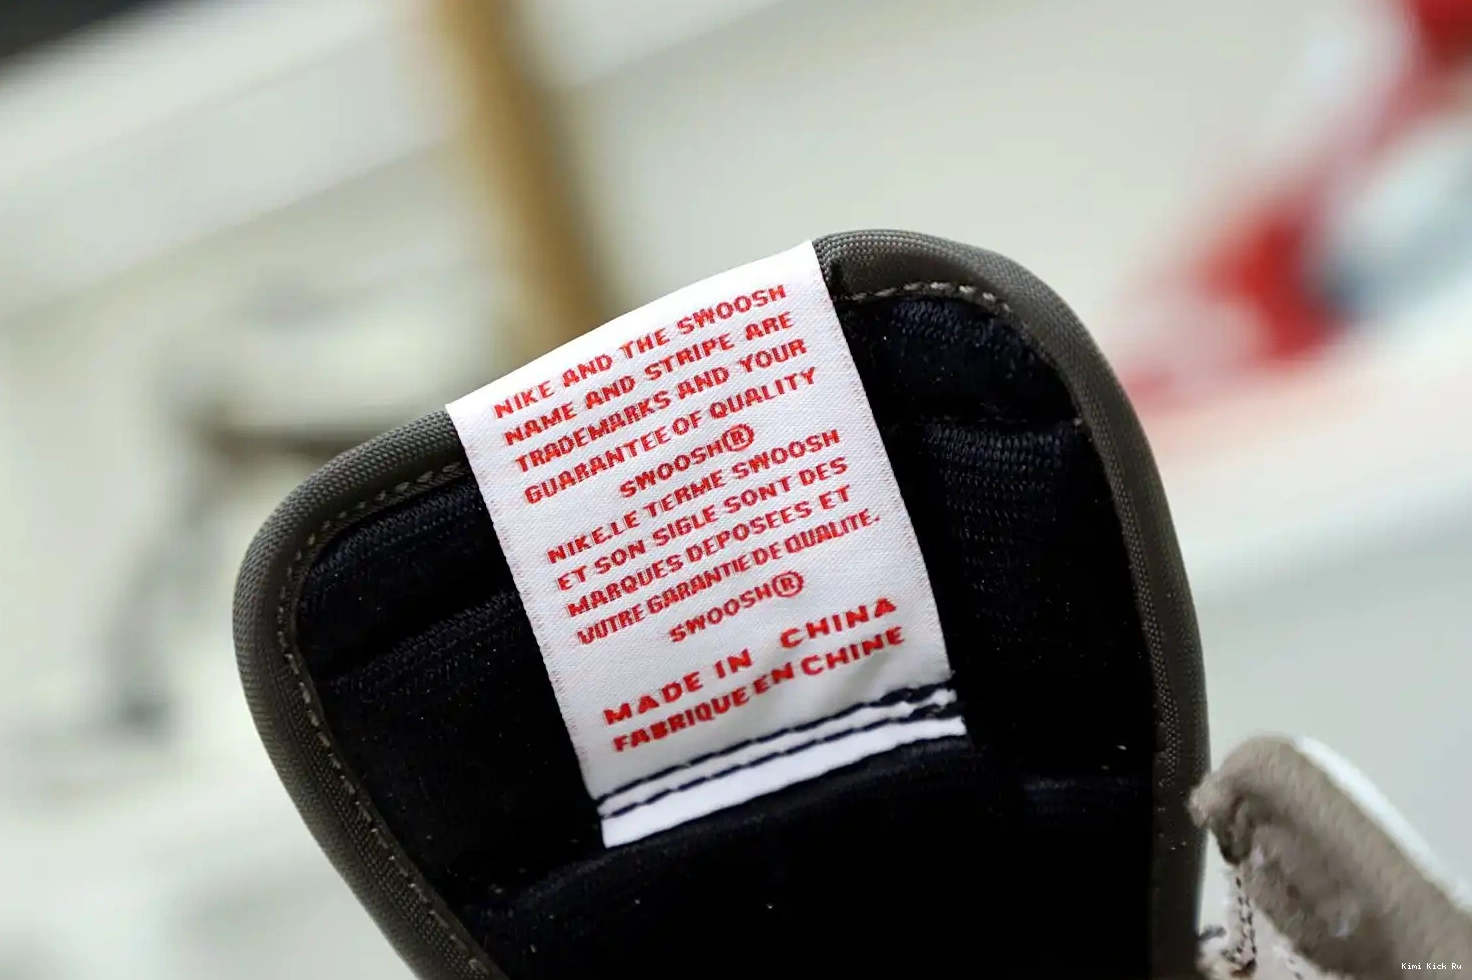 NIKE AND THE SWOOSH
NAME AND STRIPE ARE
TRADEMARKS AND YOUR
GUARANTEE OF QUALITY
SWOOSH®
NIKE.LE TERME SWOOSH
ET SON SIGLE SONT DES
MARQUES DEPOSEES ET
VOTRE GARANTIE DE QUALITE.
SWOOSH®
MADE IN CHINA
FABRIQUE EN CHINE
Kimi Kick Ru